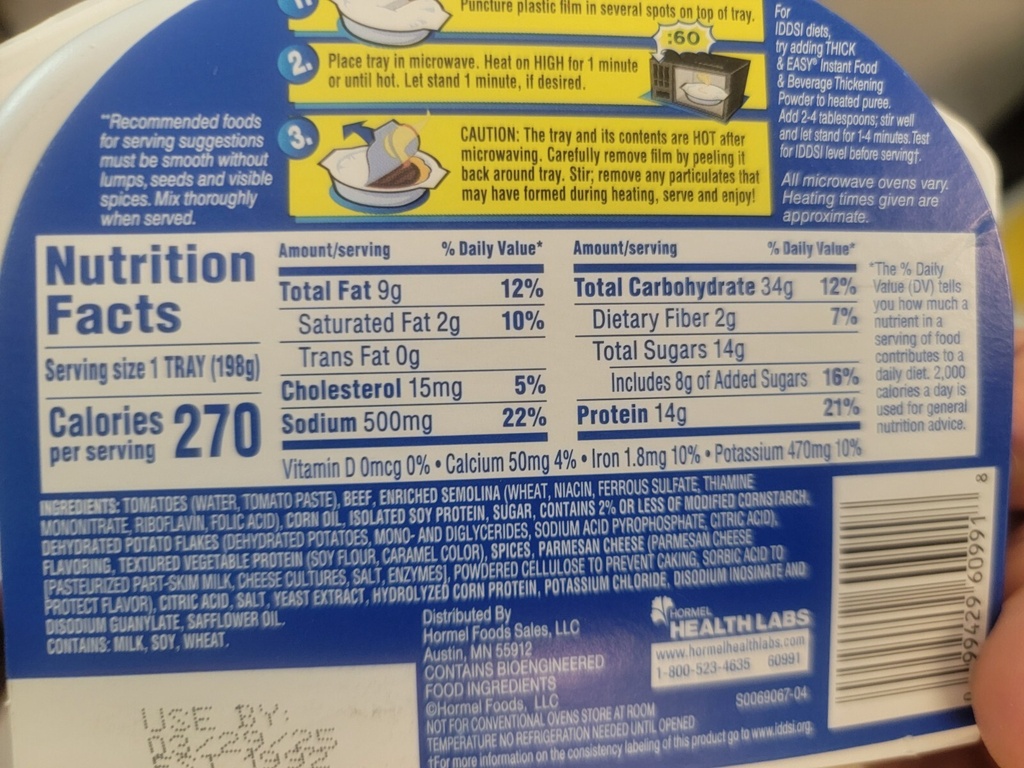 Puncture plastic film in several spots on top of tray.
2.
Place tray in microwave. Heat on HIGH for 1 minute
or until hot. Let stand 1 minute, if desired.
:60
3.
CAUTION: The tray and its contents are HOT after
microwaving. Carefully remove film by peeling it
back around tray. Stir; remove any particulates that
may have formed during heating, serve and enjoy!
**Recommended foods
for serving suggestions
must be smooth without
lumps, seeds and visible
spices. Mix thoroughly
when served.
For
IDDSI diets,
try adding THICK
& EASY® Instant Food
& Beverage Thickening
Powder to heated puree.
Add 2-4 tablespoons; stir well
and let stand for 1-4 minutes. Test
for IDDSI level before serving†.
All microwave ovens vary.
Heating times given are
approximate.
Nutrition
Facts
Serving size 1 TRAY (198g)
Calories
per serving
270
Amount/serving % Daily Value*
Total Fat 9g 12%
Saturated Fat 2g 10%
Trans Fat 0g
Cholesterol 15mg 5%
Sodium 500mg 22%
Amount/serving % Daily Value*
Total Carbohydrate 34g 12%
Dietary Fiber 2g 7%
Total Sugars 14g
Includes 8g of Added Sugars 16%
Protein 14g 21%
Vitamin D 0mcg 0% • Calcium 50mg 4% • Iron 1.8mg 10% • Potassium 470mg 10%
*The % Daily
Value (DV) tells
you how much a
nutrient in a
serving of food
contributes to a
daily diet. 2,000
calories a day is
used for general
nutrition advice.
INGREDIENTS: TOMATOES (WATER, TOMATO PASTE), BEEF, ENRICHED SEMOLINA (WHEAT, NIACIN, FERROUS SULFATE, THIAMINE
MONONITRATE, RIBOFLAVIN, FOLIC ACID), CORN OIL, ISOLATED SOY PROTEIN, SUGAR, CONTAINS 2% OR LESS OF MODIFIED CORNSTARCH,
DEHYDRATED POTATO FLAKES (DEHYDRATED POTATOES, MONO- AND DIGLYCERIDES, SODIUM ACID PYROPHOSPHATE, CITRIC ACID),
FLAVORING, TEXTURED VEGETABLE PROTEIN (SOY FLOUR, CARAMEL COLOR), SPICES, PARMESAN CHEESE (PARMESAN CHEESE
[PASTEURIZED PART-SKIM MILK, CHEESE CULTURES, SALT, ENZYMES], POWDERED CELLULOSE TO PREVENT CAKING, SORBIC ACID TO
PROTECT FLAVOR), CITRIC ACID, SALT, YEAST EXTRACT, HYDROLYZED CORN PROTEIN, POTASSIUM CHLORIDE, DISODIUM INOSINATE AND
DISODIUM GUANYLATE, SAFFLOWER OIL.
CONTAINS: MILK, SOY, WHEAT.
Distributed By
Hormel Foods Sales, LLC
Austin, MN 55912
CONTAINS BIOENGINEERED
FOOD INGREDIENTS
©Hormel Foods, LLC
NOT FOR CONVENTIONAL OVENS STORE AT ROOM
TEMPERATURE NO REFRIGERATION NEEDED UNTIL OPENED
†For more information on the consistency labeling of this product go to www.iddsi.org.
HORMEL
HEALTH LABS
www.hormelhealthlabs.com
1-800-523-4635 60991
S0069067-04
99429 60991 8
USE BY:
03/29/25